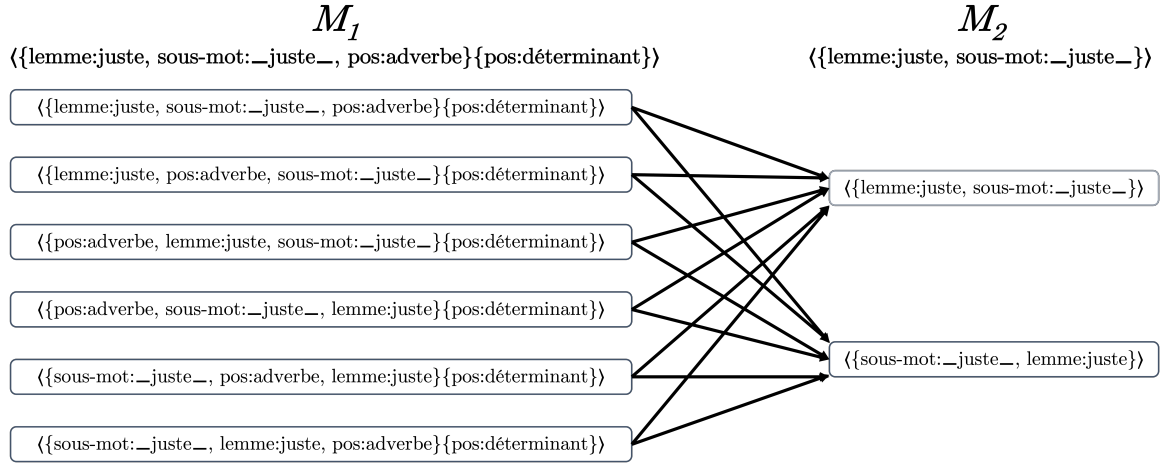 M1
⟨{lemme:juste, sous-mot:_juste_, pos:adverbe}{pos:déterminant}⟩
⟨{lemme:juste, sous-mot:_juste_, pos:adverbe}{pos:déterminant}⟩
⟨{lemme:juste, pos:adverbe, sous-mot:_juste_}{pos:déterminant}⟩
⟨{pos:adverbe, lemme:juste, sous-mot:_juste_}{pos:déterminant}⟩
⟨{pos:adverbe, sous-mot:_juste_, lemme:juste}{pos:déterminant}⟩
⟨{sous-mot:_juste_, pos:adverbe, lemme:juste}{pos:déterminant}⟩
⟨{sous-mot:_juste_, lemme:juste, pos:adverbe}{pos:déterminant}⟩
M2
⟨{lemme:juste, sous-mot:_juste_}⟩
⟨{lemme:juste, sous-mot:_juste_}⟩
⟨{sous-mot:_juste_, lemme:juste}⟩